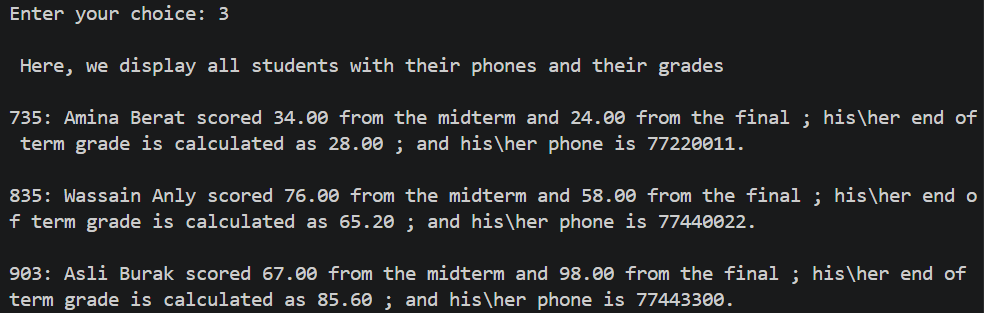 Enter your choice: 3
Here, we display all students with their phones and their grades
735: Amina Berat scored 34.00 from the midterm and 24.00 from the final ; his\her end of
term grade is calculated as 28.00 ; and his\her phone is 77220011.
835: Wassain Anly scored 76.00 from the midterm and 58.00 from the final ; his\her end o
f term grade is calculated as 65.20 ; and his\her phone is 77440022.
903: Asli Burak scored 67.00 from the midterm and 98.00 from the final ; his\her end of
term grade is calculated as 85.60 ; and his\her phone is 77443300.